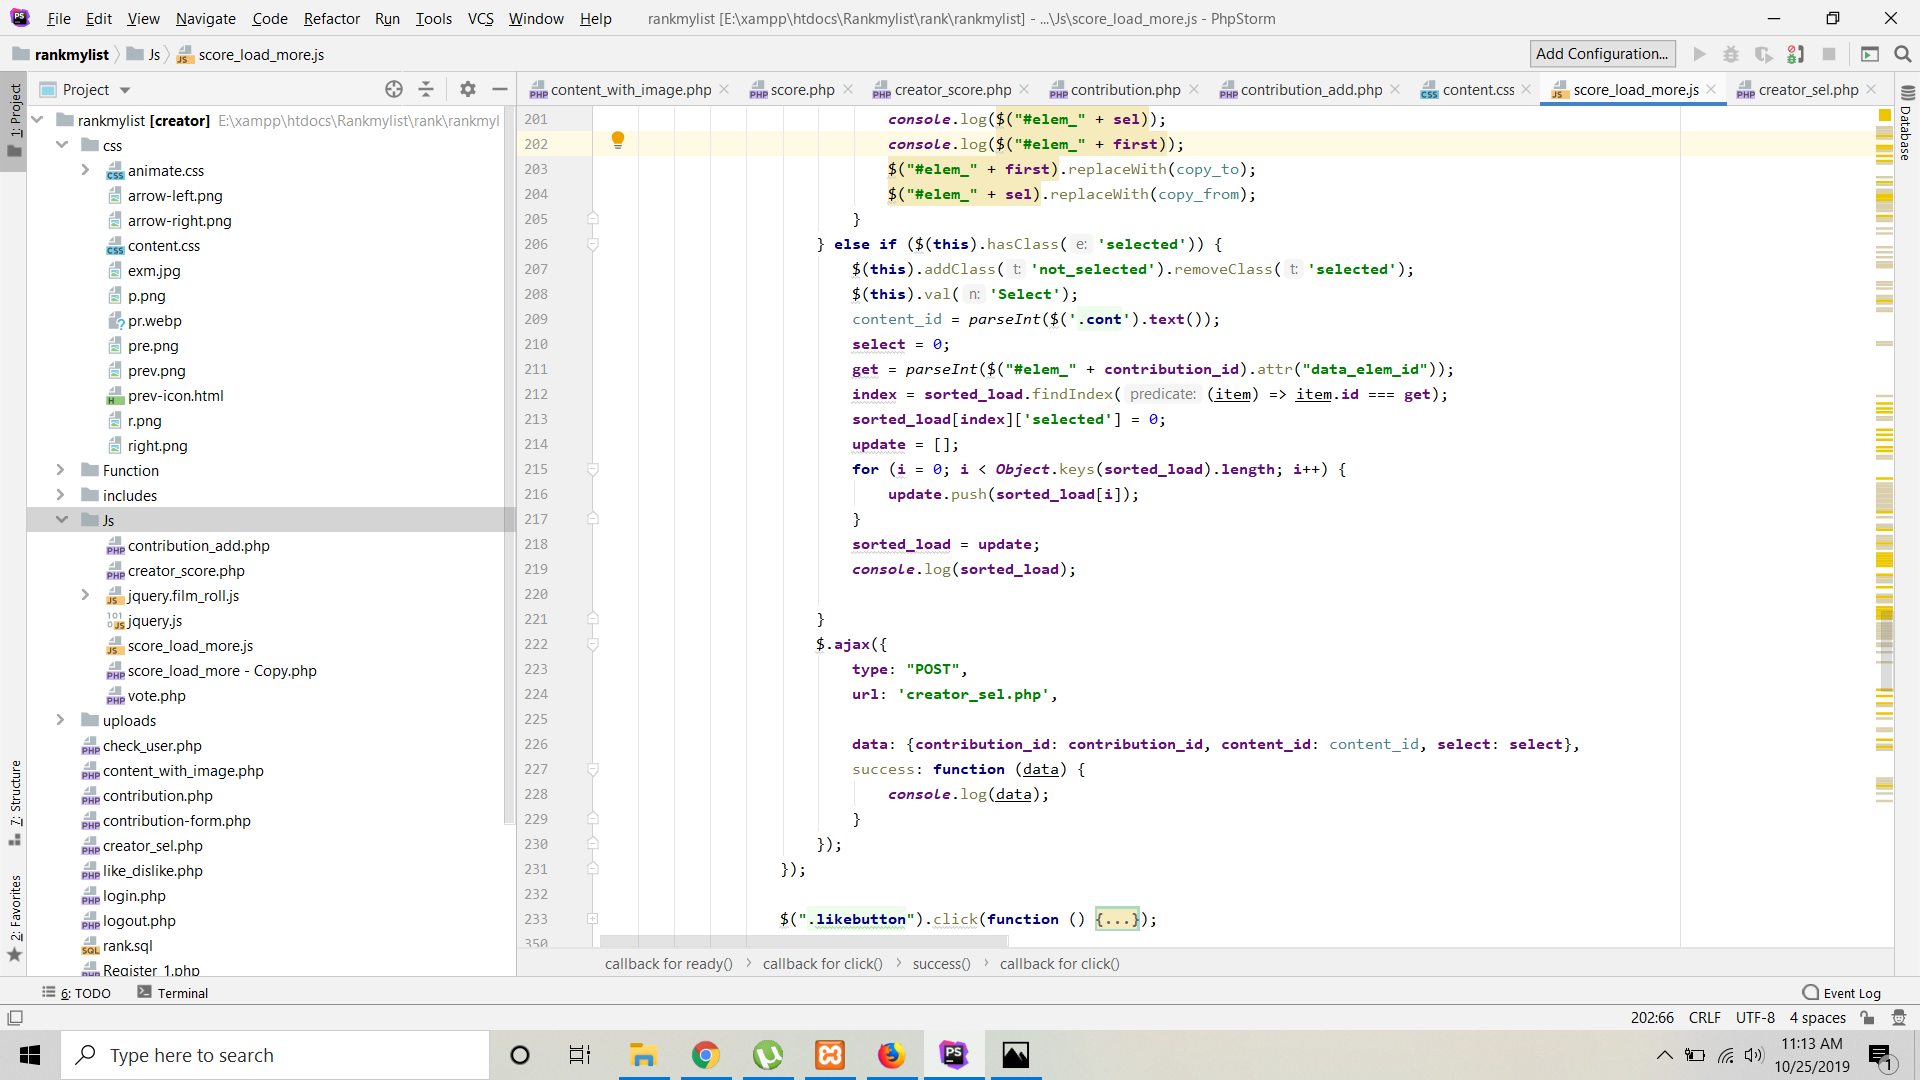 File Edit View Navigate Code Refactor Run Tools VCS Window Help rankmylist [E:\xampp\htdocs\Rankmylist\rank\rankmylist] - ...\Js\score_load_more.js - PhpStorm
rankmylist Js score_load_more.js Add Configuration...
Project
content_with_image.php score.php creator_score.php contribution.php contribution_add.php content.css score_load_more.js creator_sel.php
1: Project
7: Structure
2: Favorites
Database
rankmylist [creator] E:\xampp\htdocs\Rankmylist\rank\rankmyl
css
animate.css
arrow-left.png
arrow-right.png
content.css
exm.jpg
p.png
pr.webp
pre.png
prev.png
prev-icon.html
r.png
right.png
Function
includes
Js
contribution_add.php
creator_score.php
jquery.film_roll.js
jquery.js
score_load_more.js
score_load_more - Copy.php
vote.php
uploads
check_user.php
content_with_image.php
contribution.php
contribution-form.php
creator_sel.php
like_dislike.php
login.php
logout.php
rank.sql
Register_1.php
201 console.log($("#elem_" + sel));
202 console.log($("#elem_" + first));
203 $("#elem_" + first).replaceWith(copy_to);
204 $("#elem_" + sel).replaceWith(copy_from);
205 }
206 } else if ($(this).hasClass( e: 'selected')) {
207 $(this).addClass( t: 'not_selected').removeClass( t: 'selected');
208 $(this).val( n: 'Select');
209 content_id = parseInt($('.cont').text());
210 select = 0;
211 get = parseInt($("#elem_" + contribution_id).attr("data_elem_id"));
212 index = sorted_load.findIndex( predicate: (item) => item.id === get);
213 sorted_load[index]['selected'] = 0;
214 update = [];
215 for (i = 0; i < Object.keys(sorted_load).length; i++) {
216 update.push(sorted_load[i]);
217 }
218 sorted_load = update;
219 console.log(sorted_load);
220
221 }
222 $.ajax({
223 type: "POST",
224 url: 'creator_sel.php',
225
226 data: {contribution_id: contribution_id, content_id: content_id, select: select},
227 success: function (data) {
228 console.log(data);
229 }
230 });
231 });
232
233 $(".likebutton").click(function () {...});
350
callback for ready() callback for click() success() callback for click()
6: TODO Terminal Event Log
202:66 CRLF UTF-8 4 spaces
Type here to search
11:13 AM
10/25/2019
1